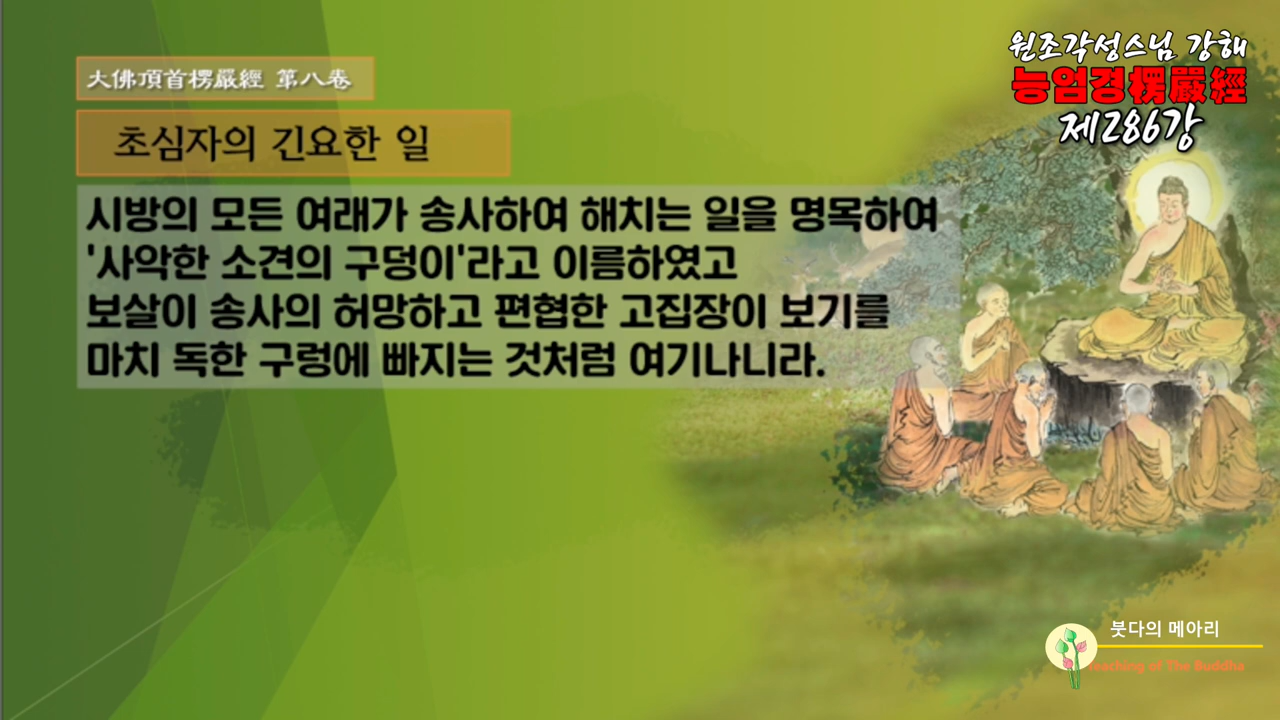 大佛頂首楞嚴經 第八卷
초심자의 긴요한 일
시방의 모든 여래가 송사하여 해치는 일을 명목하여
'사악한 소견의 구덩이'라고 이름하였고
보살이 송사의 허망하고 편협한 고집장이 보기를
마치 독한 구렁에 빠지는 것처럼 여기나니라.
원조각성스님 강해
능엄경楞嚴經
제286강
붓다의 메아리
Teaching of The Buddha